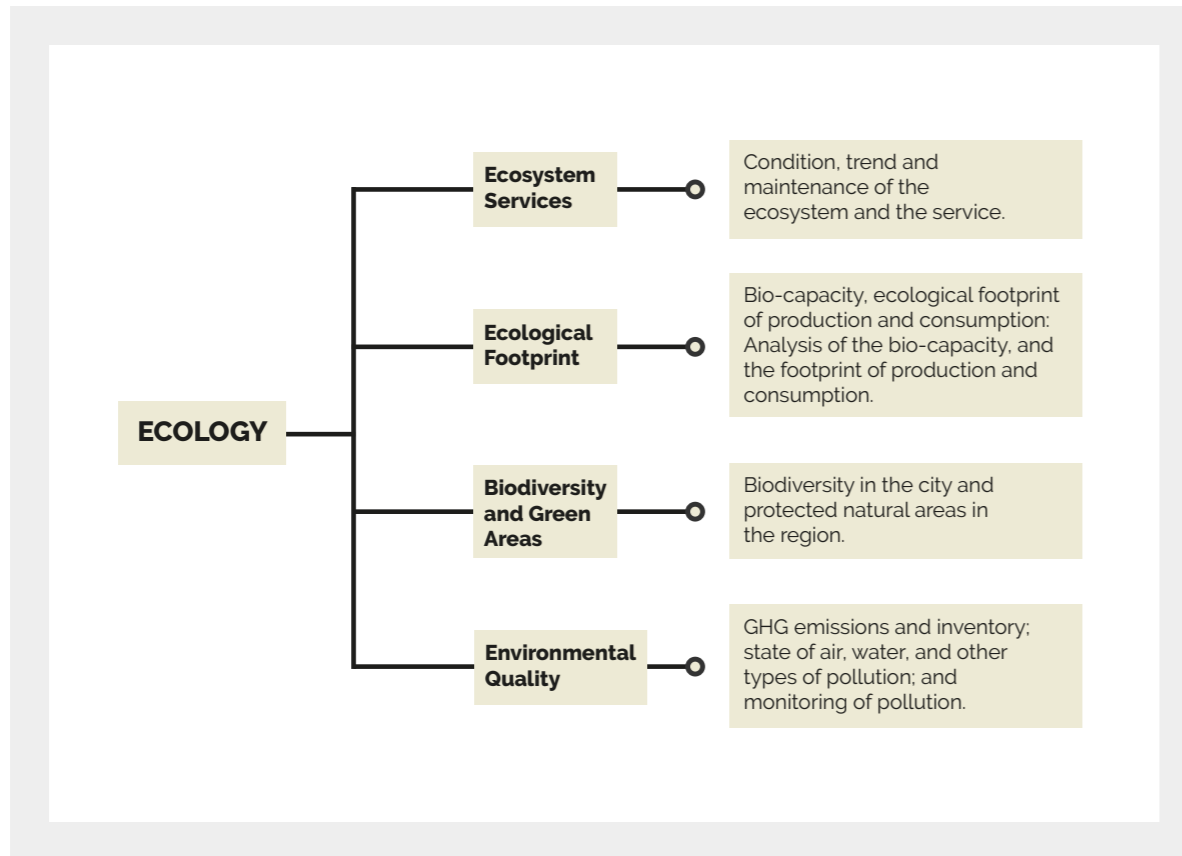 ECOLOGY
Ecosystem
Services
Condition, trend and
maintenance of the
ecosystem and the service.
Ecological
Footprint
Bio-capacity, ecological footprint
of production and consumption:
Analysis of the bio-capacity, and
the footprint of production and
consumption.
Biodiversity
and Green
Areas
Biodiversity in the city and
protected natural areas in
the region.
Environmental
Quality
GHG emissions and inventory;
state of air, water, and other
types of pollution; and
monitoring of pollution.